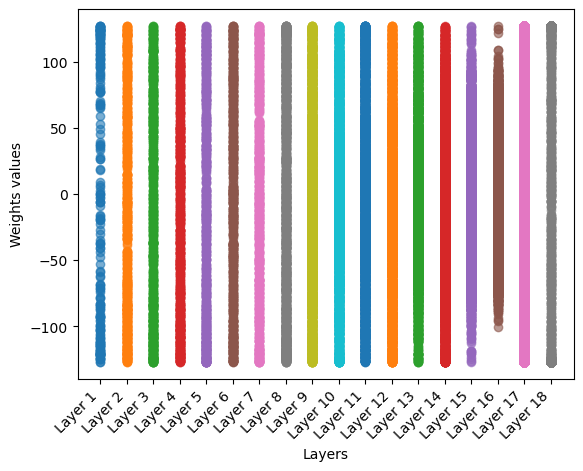 Weights values
100
50
0
−50
−100
Layer 1
Layer 2
Layer 3
Layer 4
Layer 5
Layer 6
Layer 7
Layer 8
Layer 9
Layer 10
Layer 11
Layer 12
Layer 13
Layer 14
Layer 15
Layer 16
Layer 17
Layer 18
Layers